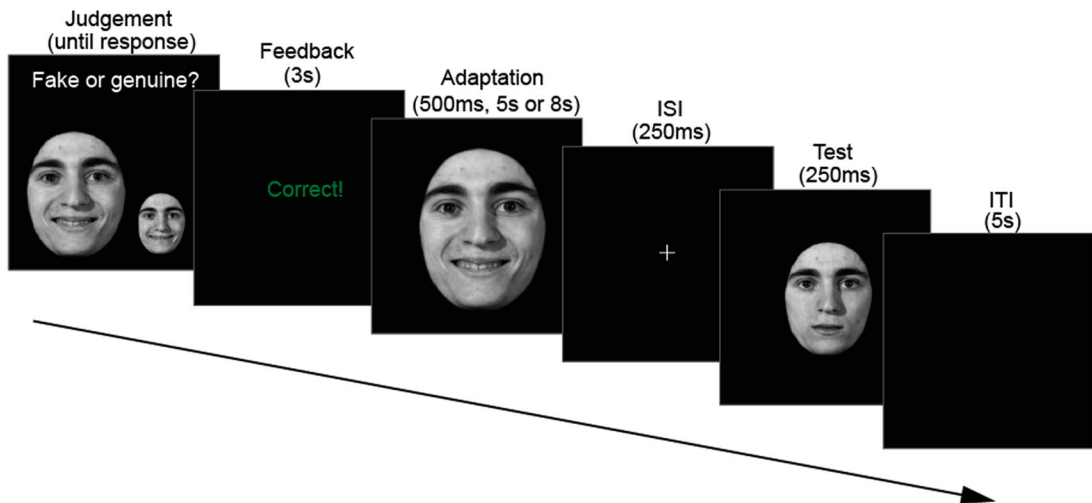 Judgement
(until response)
Fake or genuine?
Feedback
(3s)
Correct!
Adaptation
(500ms, 5s or 8s)
ISI
(250ms)
Test
(250ms)
ITI
(5s)